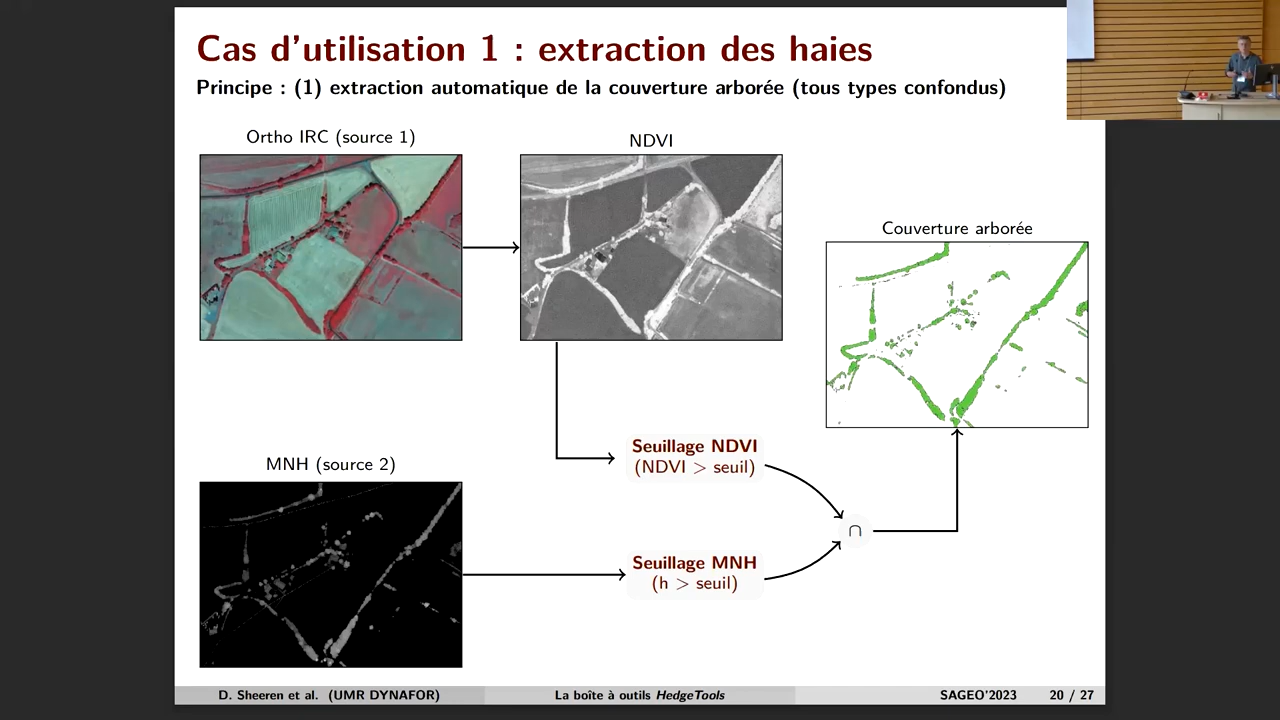 Cas d'utilisation 1 : extraction des haies
Principe : (1) extraction automatique de la couverture arborée (tous types confondus)
Ortho IRC (source 1)
NDVI
Couverture arborée
Seuillage NDVI
(NDVI > seuil)
MNH (source 2)
∩
Seuillage MNH
(h > seuil)
D. Sheeren et al. (UMR DYNAFOR)
La boîte à outils HedgeTools
SAGEO'2023
20 / 27